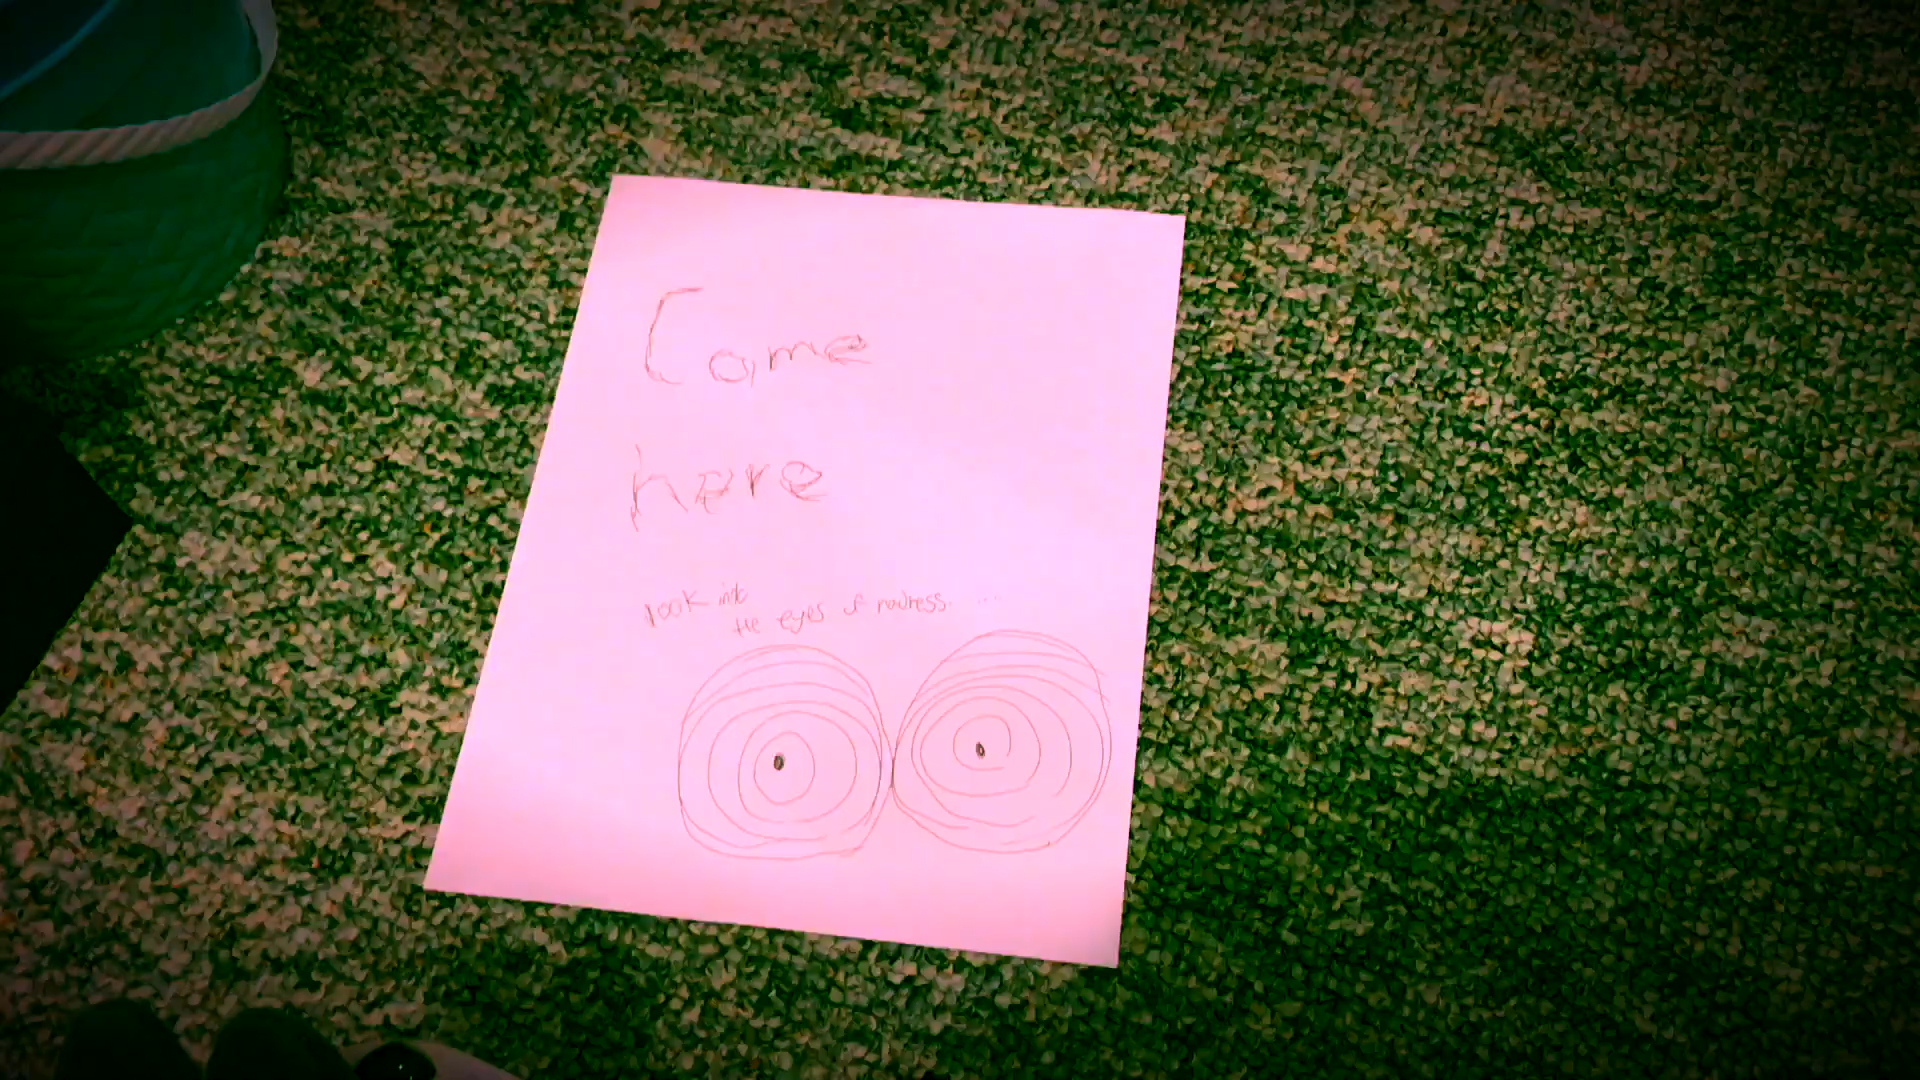 Come
here
look into
the eyes of madness......